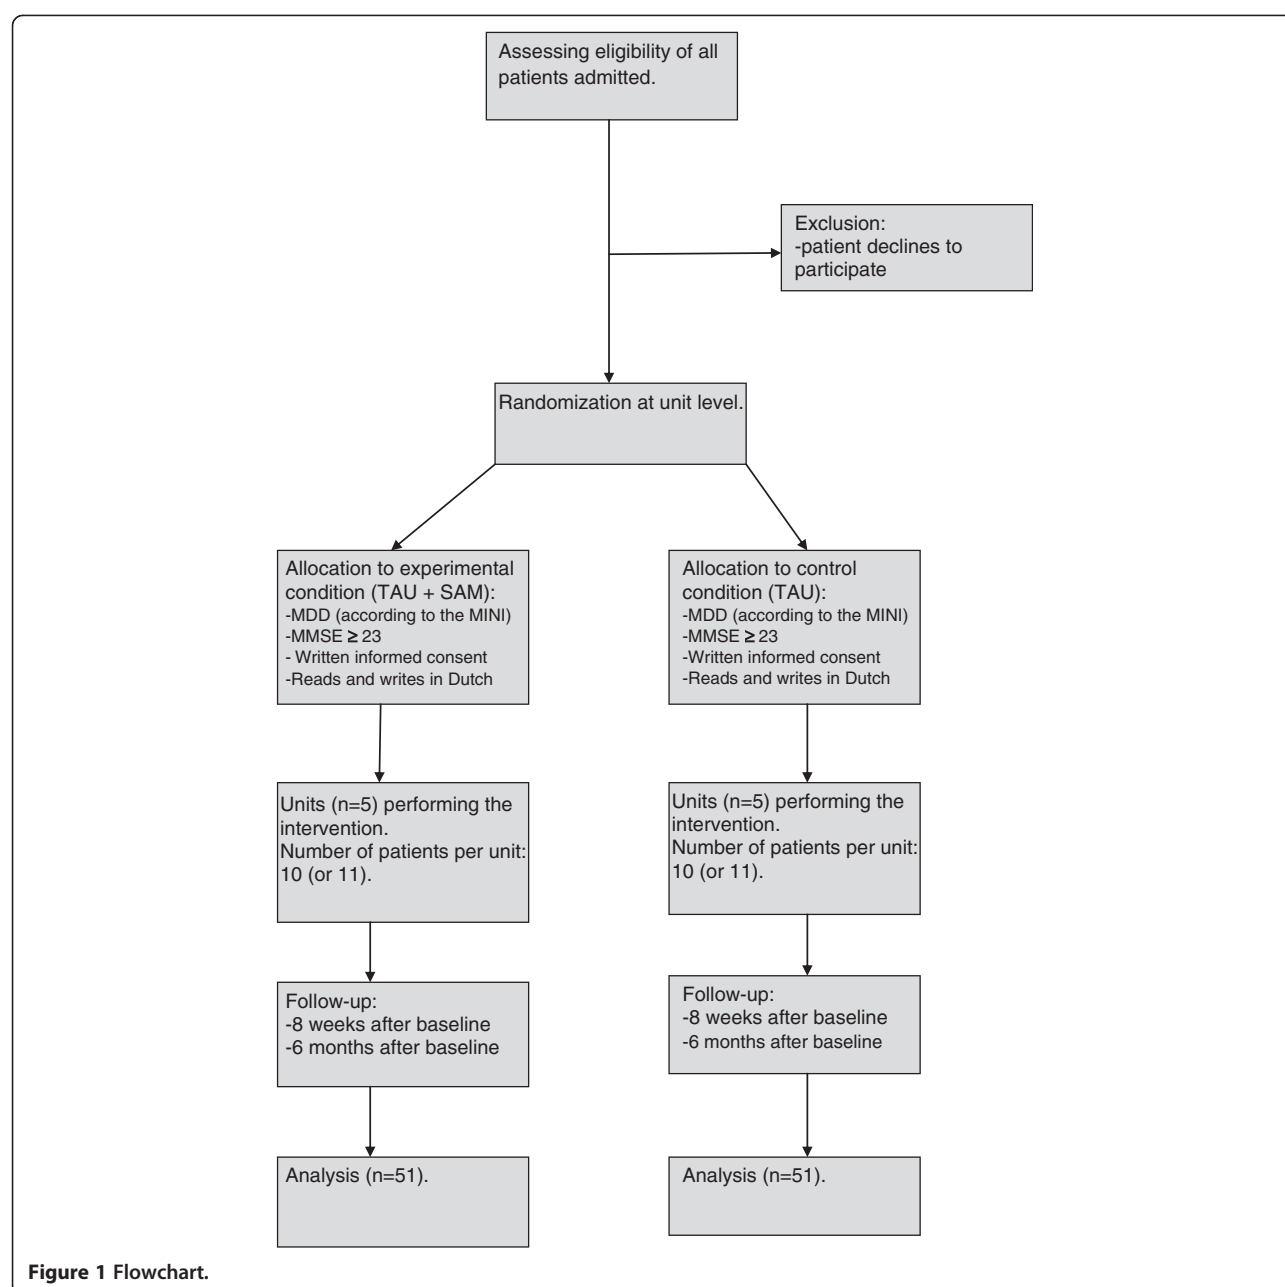 Assessing eligibility of all
patients admitted.
Exclusion:
-patient declines to
participate
Randomization at unit level.
Allocation to experimental
condition (TAU + SAM):
-MDD (according to the MINI)
-MMSE ≥ 23
- Written informed consent
-Reads and writes in Dutch
Allocation to control
condition (TAU):
-MDD (according to the MINI)
-MMSE ≥ 23
-Written informed consent
-Reads and writes in Dutch
Units (n=5) performing the
intervention.
Number of patients per unit:
10 (or 11).
Units (n=5) performing the
intervention.
Number of patients per unit:
10 (or 11).
Follow-up:
-8 weeks after baseline
-6 months after baseline
Follow-up:
-8 weeks after baseline
-6 months after baseline
Analysis (n=51).
Analysis (n=51).
Figure 1 Flowchart.